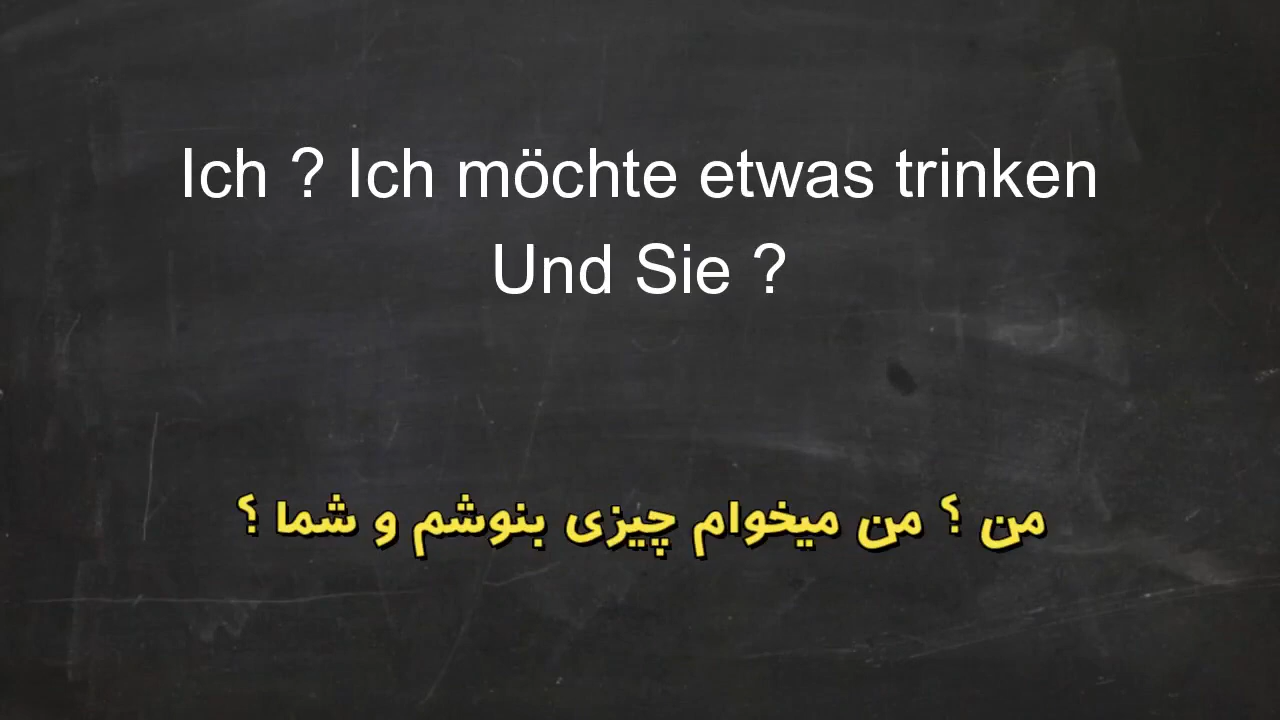 Ich ? Ich möchte etwas trinken
Und Sie ?
من ؟ من میخوام چیزی بنوشم و شما ؟